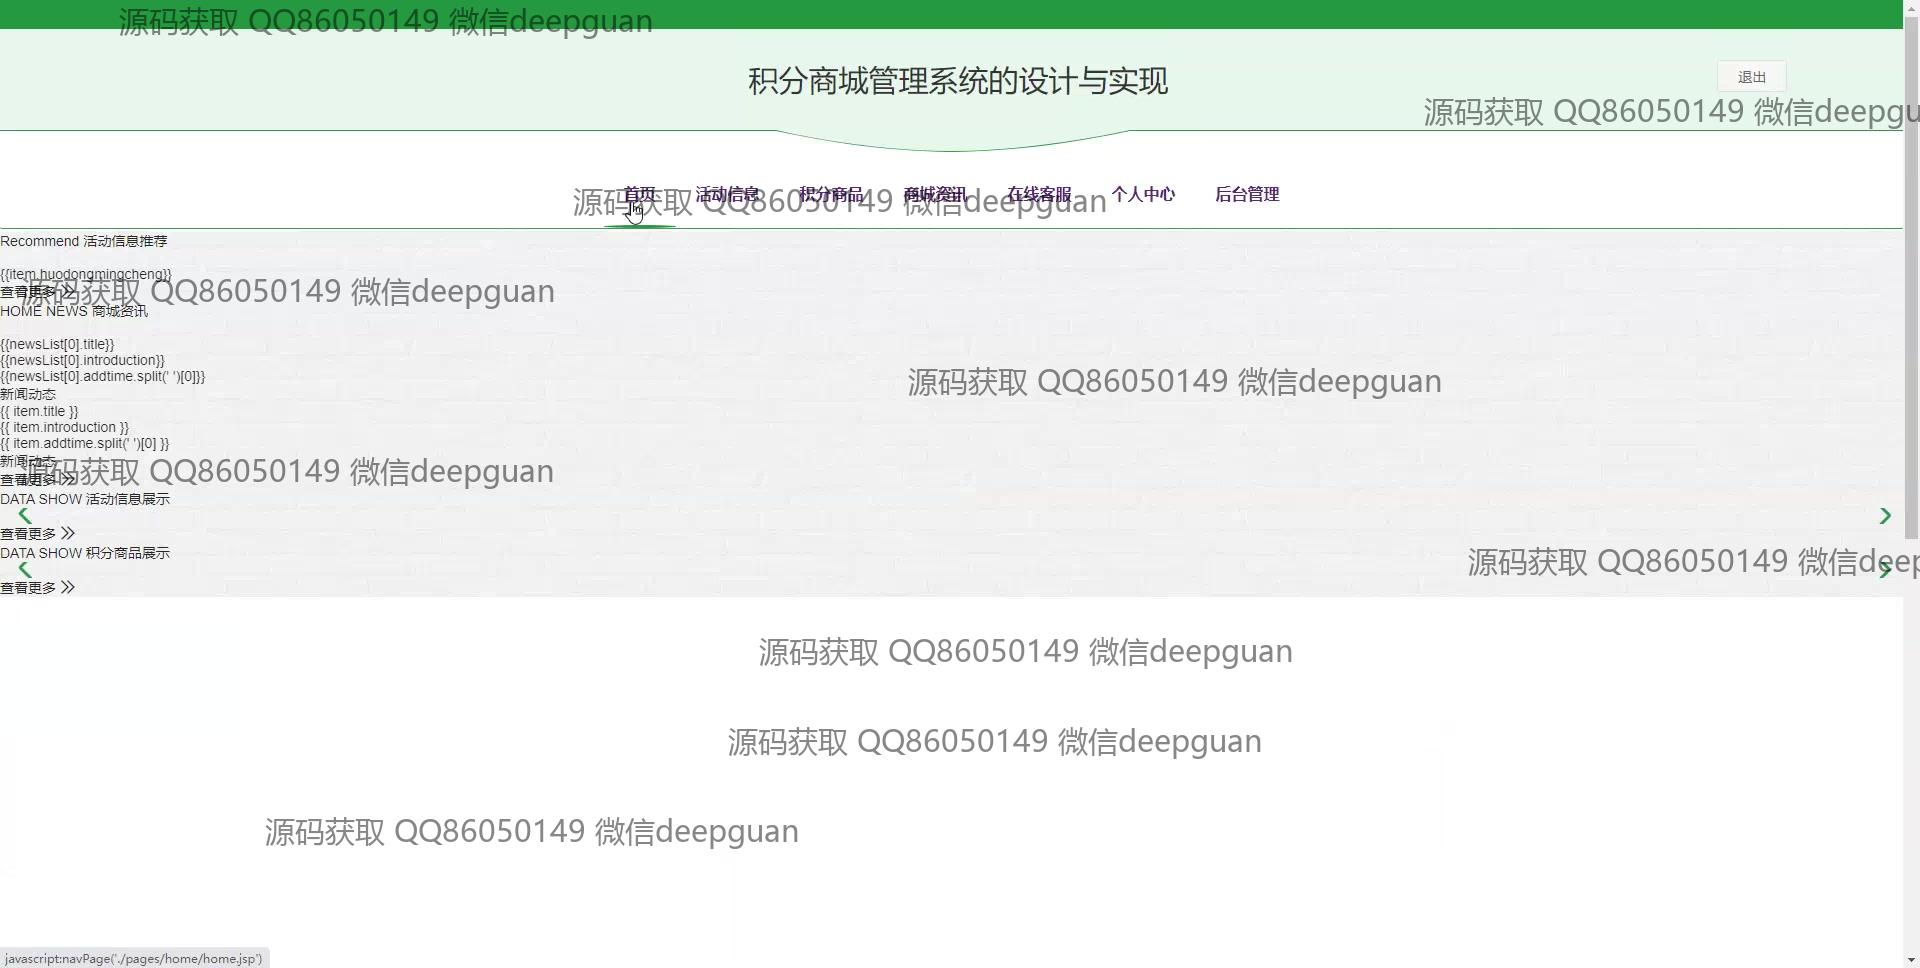 源码获取 QQ86050149 微信deepguan
积分商城管理系统的设计与实现
退出
源码获取 QQ86050149 微信deepgu
首页 活动信息 积分商品 商城资讯 在线客服 个人中心 后台管理
源码获取 QQ86050149 微信deepguan
Recommend 活动信息推荐
{{item.huodongmingcheng}}
查看更多
源码获取 QQ86050149 微信deepguan
HOME NEWS 商城资讯
{{newsList[0].title}}
{{newsList[0].introduction}}
{{newsList[0].addtime.split(' ')[0]}}
源码获取 QQ86050149 微信deepguan
新闻动态
{{ item.title }}
{{ item.introduction }}
{{ item.addtime.split(' ')[0] }}
新闻动态
源码获取 QQ86050149 微信deepguan
查看更多
DATA SHOW 活动信息展示
查看更多
DATA SHOW 积分商品展示
源码获取 QQ86050149 微信deep
查看更多
源码获取 QQ86050149 微信deepguan
源码获取 QQ86050149 微信deepguan
源码获取 QQ86050149 微信deepguan
javascript:navPage('./pages/home/home.jsp')